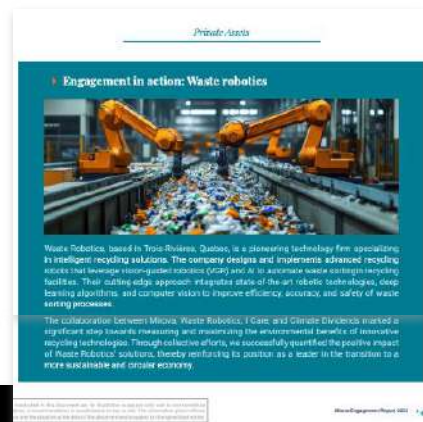 Private Assets
Engagement in action: Waste robotics
Waste Robotics, based in Trois-Rivières, Quebec, is a pioneering technology firm specializing
in intelligent recycling solutions. The company designs and implements advanced recycling
robots that leverage vision-guided robotics (VGR) and AI to automate waste sorting in recycling
facilities. Their cutting-edge approach integrates state-of-the-art robotic technologies, deep
learning algorithms, and computer vision to improve efficiency, accuracy, and safety of waste
sorting processes.
The collaboration between Mirova, Waste Robotics, I Care, and Climate Dividends marked a
significant step towards measuring and maximizing the environmental benefits of innovative
recycling technologies. Through collective efforts, we successfully quantified the positive impact
of Waste Robotics' solutions, thereby reinforcing its position as a leader in the transition to a
more sustainable and circular economy.
Engagement Report